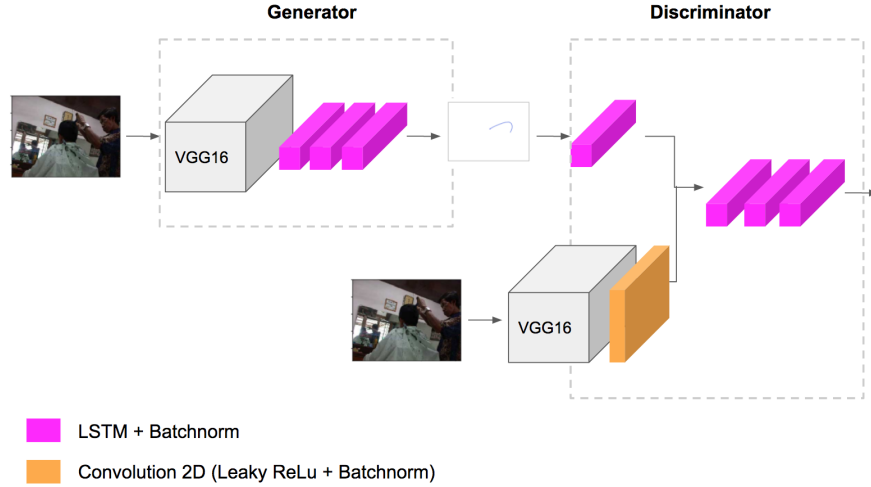 Generator
Discriminator
VGG16
VGG16
LSTM + Batchnorm
Convolution 2D (Leaky ReLu + Batchnorm)